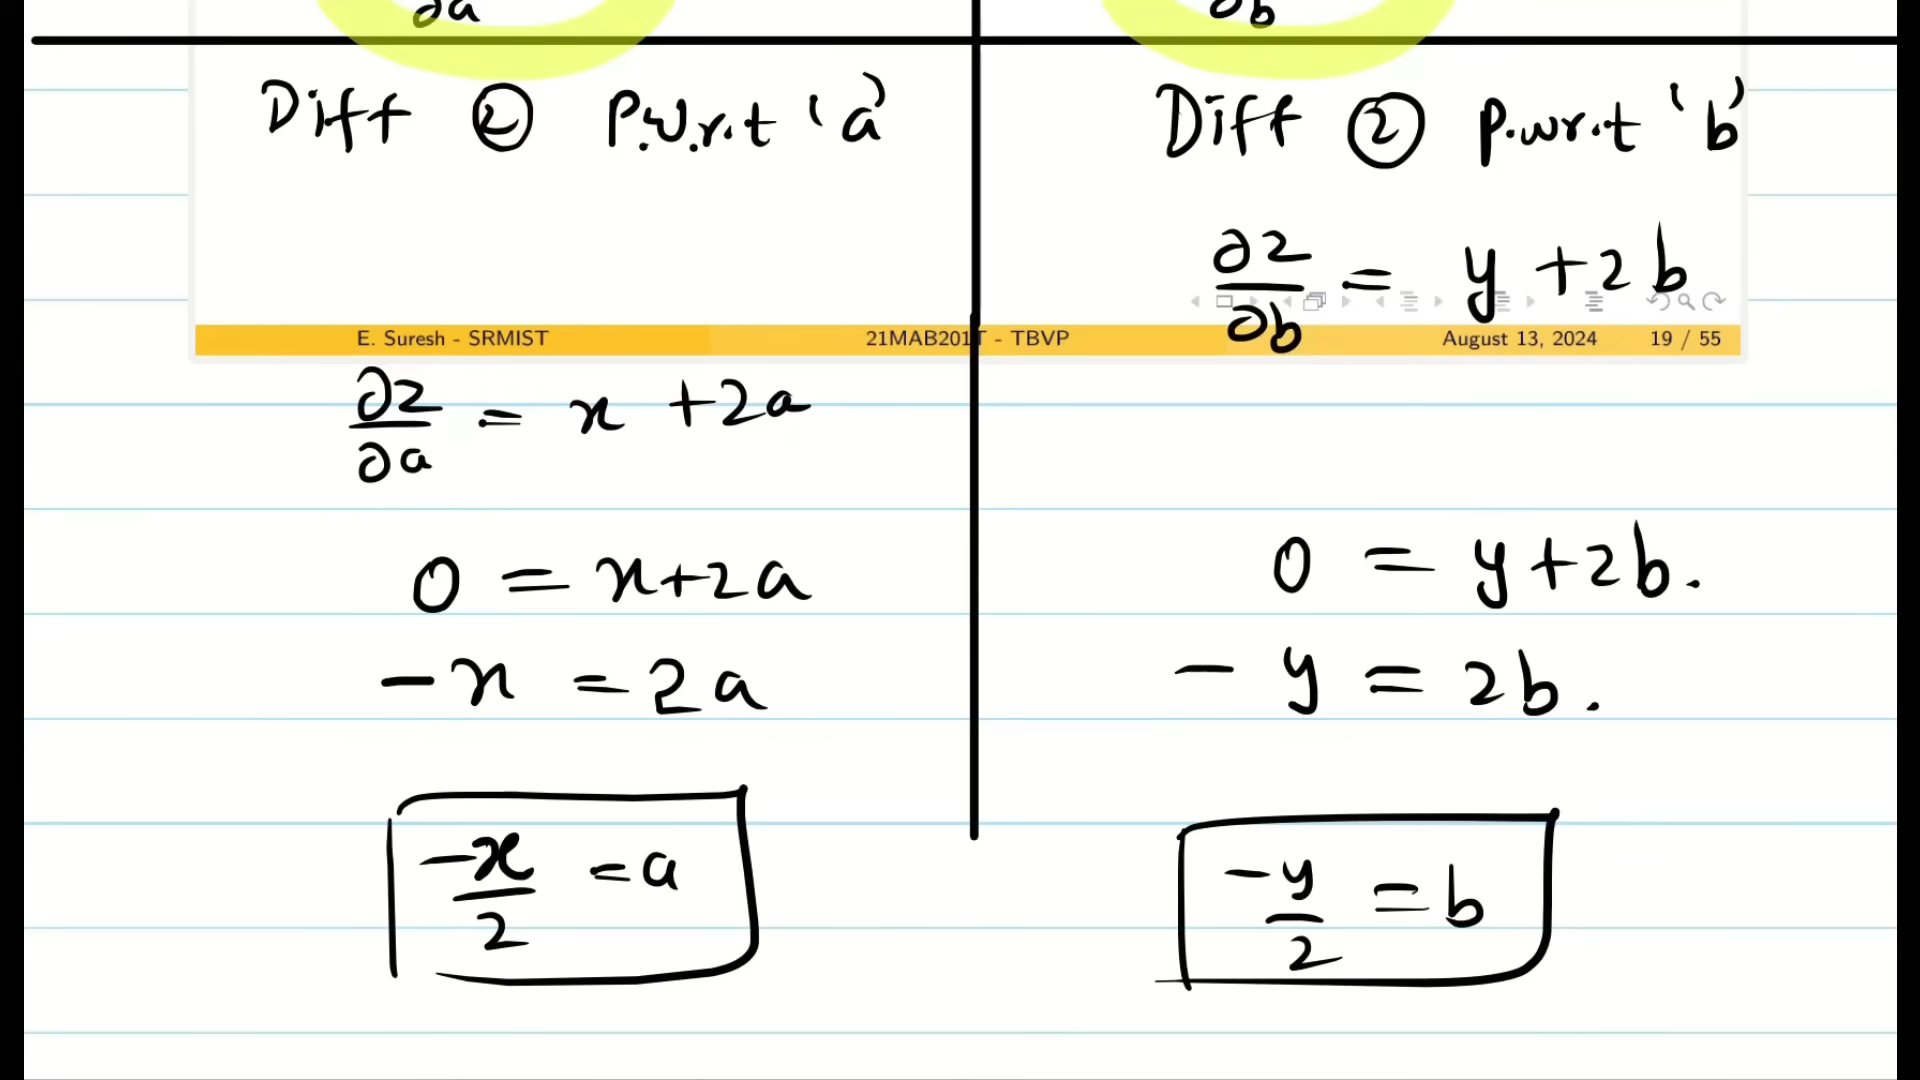 ∂a
∂b
Diff ② P.W.r.t 'a'
Diff ② p.w.r.t 'b'
∂z/∂b = y + 2b
E. Suresh - SRMIST 21MAB201T - TBVP August 13, 2024 19 / 55
∂z/∂a = x + 2a
0 = x+2a
0 = y+2b.
-x = 2a
- y = 2b.
-x/2 = a
-y/2 = b